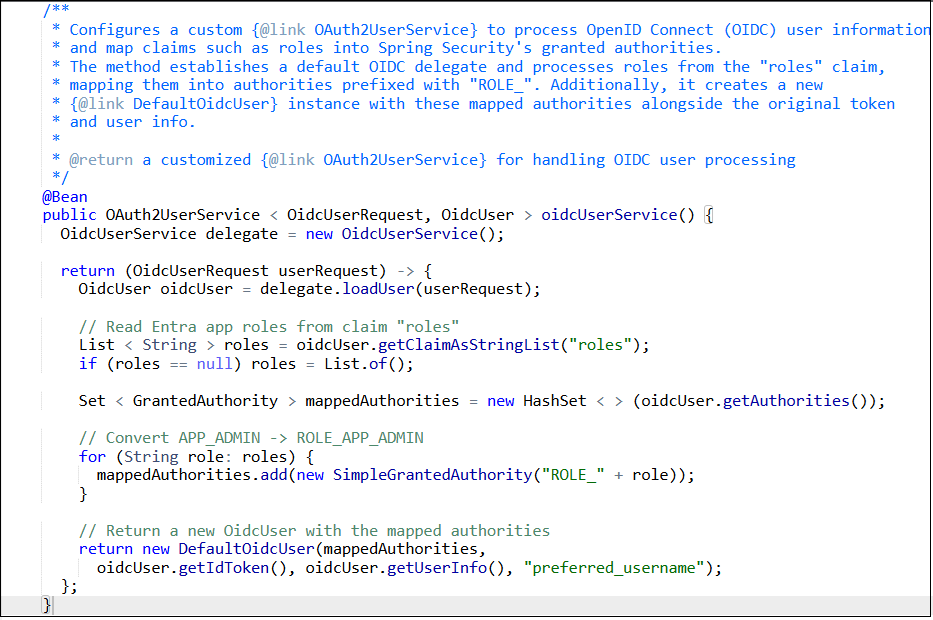 /**
 * Configures a custom {@link OAuth2UserService} to process OpenID Connect (OIDC) user information
 * and map claims such as roles into Spring Security's granted authorities.
 * The method establishes a default OIDC delegate and processes roles from the "roles" claim,
 * mapping them into authorities prefixed with "ROLE_". Additionally, it creates a new
 * {@link DefaultOidcUser} instance with these mapped authorities alongside the original token
 * and user info.
 *
 * @return a customized {@link OAuth2UserService} for handling OIDC user processing
 */
@Bean
public OAuth2UserService < OidcUserRequest, OidcUser > oidcUserService() {
  OidcUserService delegate = new OidcUserService();
  return (OidcUserRequest userRequest) -> {
    OidcUser oidcUser = delegate.loadUser(userRequest);
    // Read Entra app roles from claim "roles"
    List < String > roles = oidcUser.getClaimAsStringList("roles");
    if (roles == null) roles = List.of();
    Set < GrantedAuthority > mappedAuthorities = new HashSet < > (oidcUser.getAuthorities());
    // Convert APP_ADMIN -> ROLE_APP_ADMIN
    for (String role: roles) {
      mappedAuthorities.add(new SimpleGrantedAuthority("ROLE_" + role));
    }
    // Return a new OidcUser with the mapped authorities
    return new DefaultOidcUser(mappedAuthorities,
      oidcUser.getIdToken(), oidcUser.getUserInfo(), "preferred_username");
  };
}